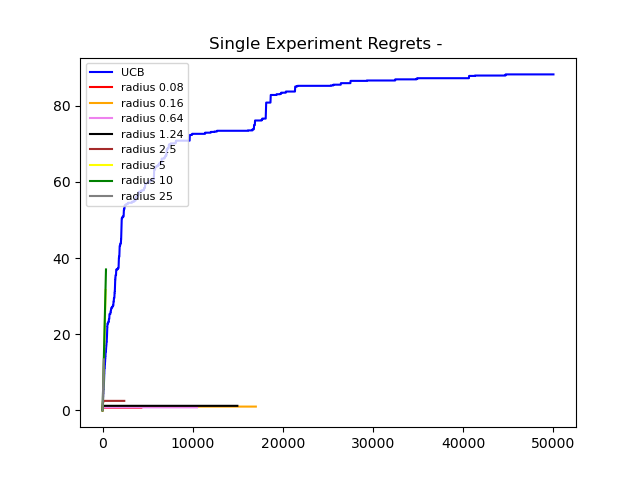 Single Experiment Regrets -
UCB
radius 0.08
radius 0.16
radius 0.64
radius 1.24
radius 2.5
radius 5
radius 10
radius 25
80
60
40
20
0
0 10000 20000 30000 40000 50000